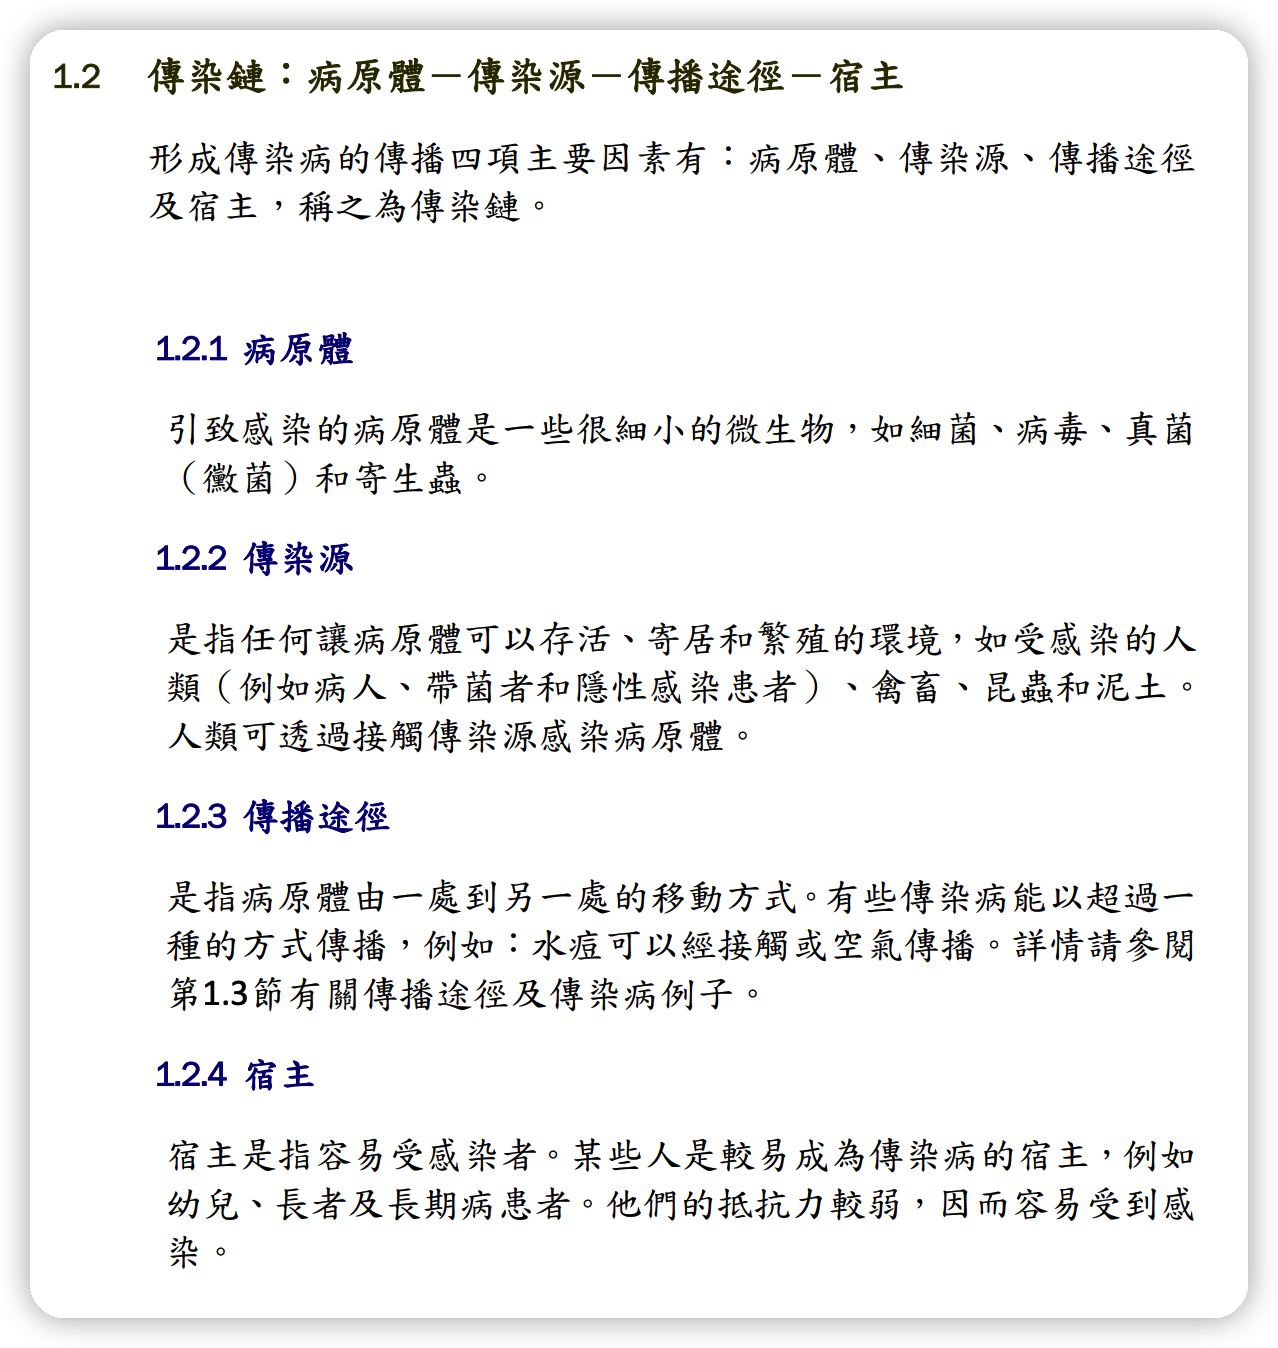 1.2 傳染鏈：病原體－傳染源－傳播途徑－宿主
形成傳染病的傳播四項主要因素有：病原體、傳染源、傳播途徑
及宿主，稱之為傳染鏈。
1.2.1 病原體
引致感染的病原體是一些很細小的微生物，如細菌、病毒、真菌
（黴菌）和寄生蟲。
1.2.2 傳染源
是指任何讓病原體可以存活、寄居和繁殖的環境，如受感染的人
類（例如病人、帶菌者和隱性感染患者）、禽畜、昆蟲和泥土。
人類可透過接觸傳染源感染病原體。
1.2.3 傳播途徑
是指病原體由一處到另一處的移動方式。有些傳染病能以超過一
種的方式傳播，例如：水痘可以經接觸或空氣傳播。詳情請參閱
第1.3節有關傳播途徑及傳染病例子。
1.2.4 宿主
宿主是指容易受感染者。某些人是較易成為傳染病的宿主，例如
幼兒、長者及長期病患者。他們的抵抗力較弱，因而容易受到感
染。